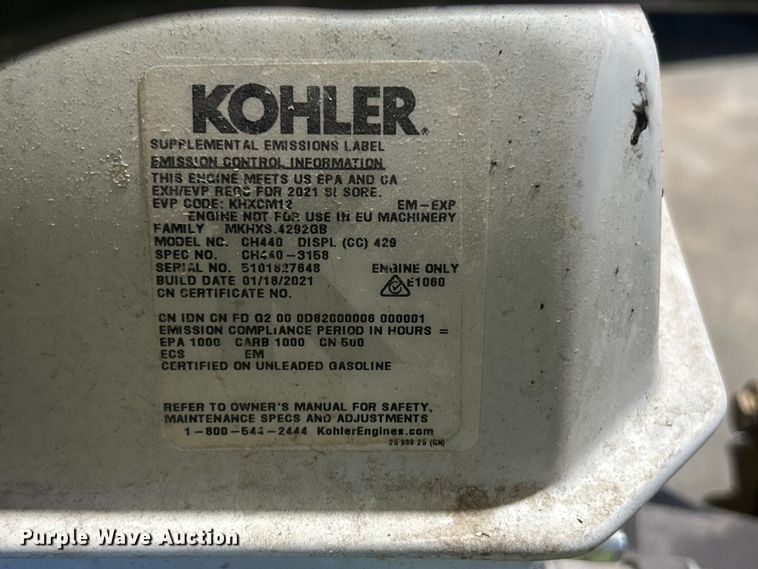 KOHLER®
SUPPLEMENTAL EMISSIONS LABEL
EMISSION CONTROL INFORMATION
THIS ENGINE MEETS US EPA AND CA
EXH/EVP REGS FOR 2021 SI SORE.
EVP CODE: KHXCM12 EM-EXP
ENGINE NOT FOR USE IN EU MACHINERY
FAMILY MKHXS.4292GB
MODEL NO. CH440 DISPL (CC) 429
SPEC NO. CH440-3158
SERIAL NO. 5101827648 ENGINE ONLY
BUILD DATE 01/18/2021 E1060
CN CERTIFICATE NO.
CN IDN CN FD G2 00 0D82000006 000001
EMISSION COMPLIANCE PERIOD IN HOURS =
EPA 1000 CARB 1000 CN 500
ECS EM
CERTIFIED ON UNLEADED GASOLINE
REFER TO OWNER'S MANUAL FOR SAFETY,
MAINTENANCE SPECS AND ADJUSTMENTS
1-800-544-2444 KohlerEngines.com
Purple Wave Auction